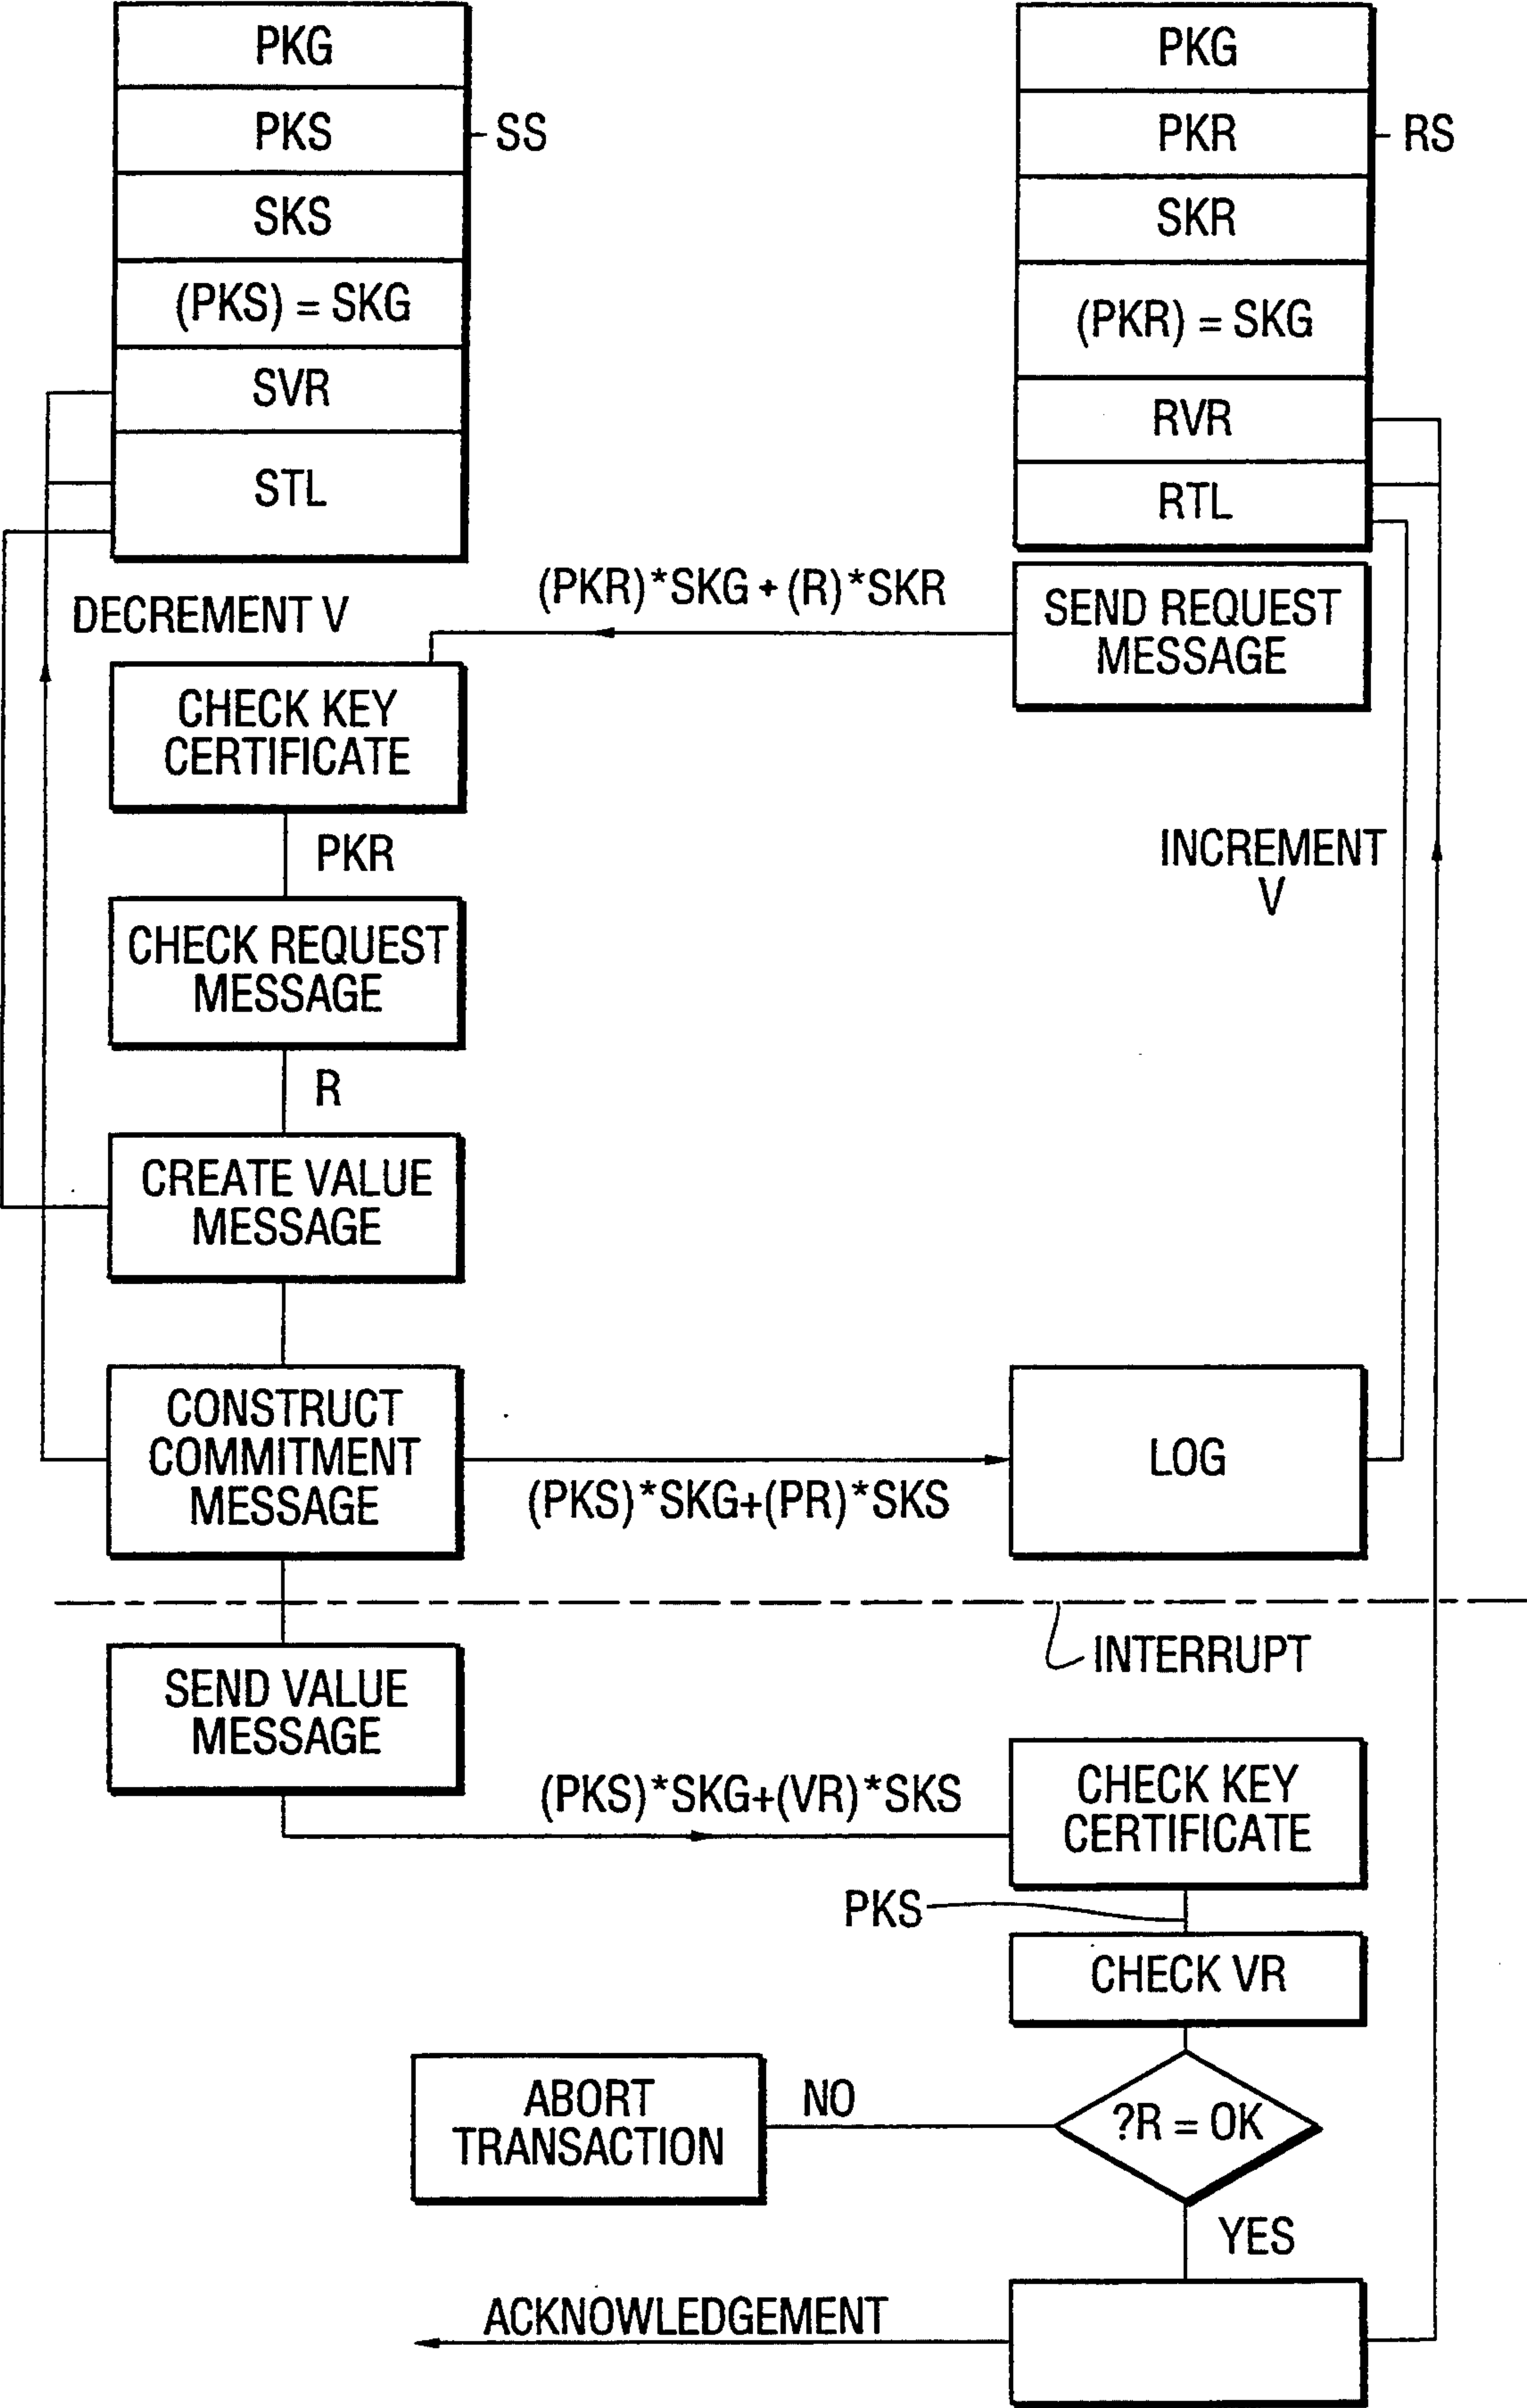 PKG
PKS
SS
SKS
(PKS) = SKG
SVR
STL
PKG
PKR
RS
SKR
(PKR) = SKG
RVR
RTL
DECREMENT V
(PKR)*SKG + (R)*SKR
SEND REQUEST
MESSAGE
CHECK KEY
CERTIFICATE
PKR
INCREMENT
V
CHECK REQUEST
MESSAGE
R
CREATE VALUE
MESSAGE
CONSTRUCT
COMMITMENT
MESSAGE
(PKS)*SKG+(PR)*SKS
LOG
INTERRUPT
SEND VALUE
MESSAGE
(PKS)*SKG+(VR)*SKS
CHECK KEY
CERTIFICATE
PKS
CHECK VR
ABORT
TRANSACTION
NO
?R = OK
YES
ACKNOWLEDGEMENT